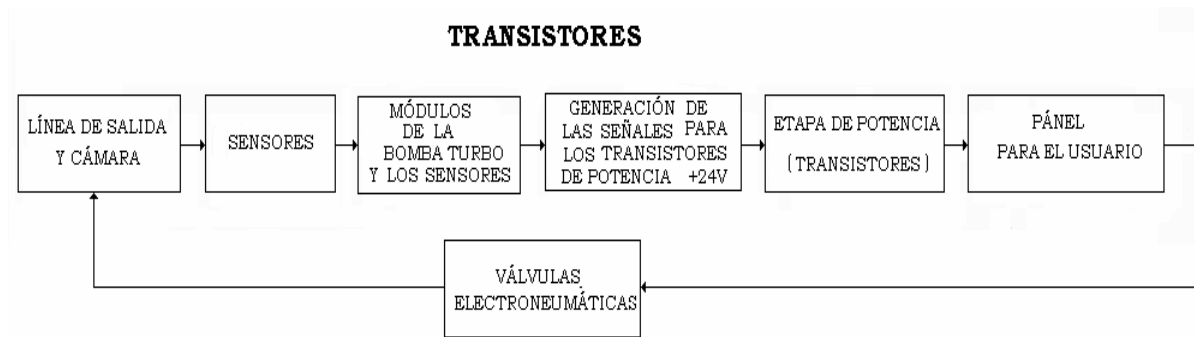 TRANSISTORES
LÍNEA DE SALIDA
Y CÁMARA
SENSORES
MÓDULOS
DE LA
BOMBA TURBO
Y LOS SENSORES
GENERACIÓN DE
LAS SEÑALES PARA
LOS TRANSISTORES
DE POTENCIA +24V
ETAPA DE POTENCIA
(TRANSISTORES)
PÁNEL
PARA EL USUARIO
VÁLVULAS
ELECTRONEUMÁTICAS